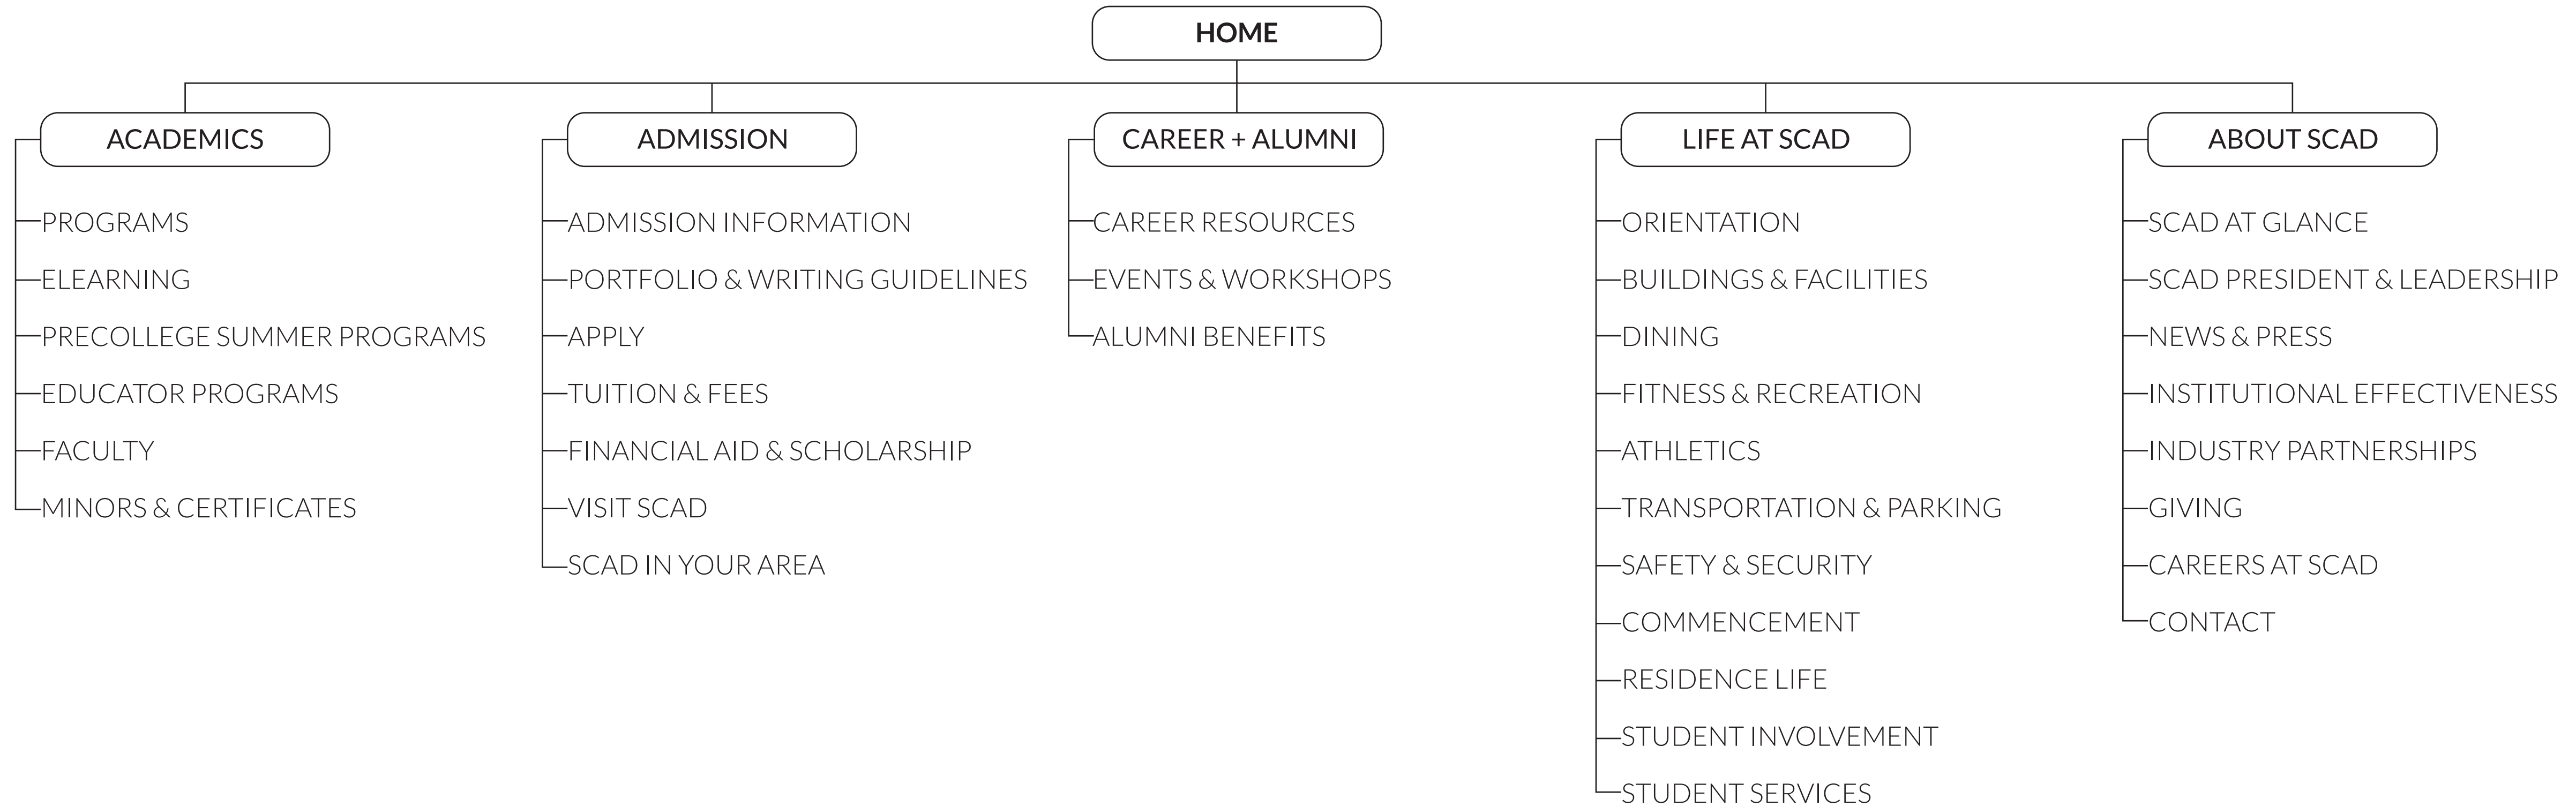 HOME
ACADEMICS
PROGRAMS
ELEARNING
PRECOLLEGE SUMMER PROGRAMS
EDUCATOR PROGRAMS
FACULTY
MINORS & CERTIFICATES
ADMISSION
ADMISSION INFORMATION
PORTFOLIO & WRITING GUIDELINES
APPLY
TUITION & FEES
FINANCIAL AID & SCHOLARSHIP
VISIT SCAD
SCAD IN YOUR AREA
CAREER + ALUMNI
CAREER RESOURCES
EVENTS & WORKSHOPS
ALUMNI BENEFITS
LIFE AT SCAD
ORIENTATION
BUILDINGS & FACILITIES
DINING
FITNESS & RECREATION
ATHLETICS
TRANSPORTATION & PARKING
SAFETY & SECURITY
COMMENCEMENT
RESIDENCE LIFE
STUDENT INVOLVEMENT
STUDENT SERVICES
ABOUT SCAD
SCAD AT GLANCE
SCAD PRESIDENT & LEADERSHIP
NEWS & PRESS
INSTITUTIONAL EFFECTIVENESS
INDUSTRY PARTNERSHIPS
GIVING
CAREERS AT SCAD
CONTACT